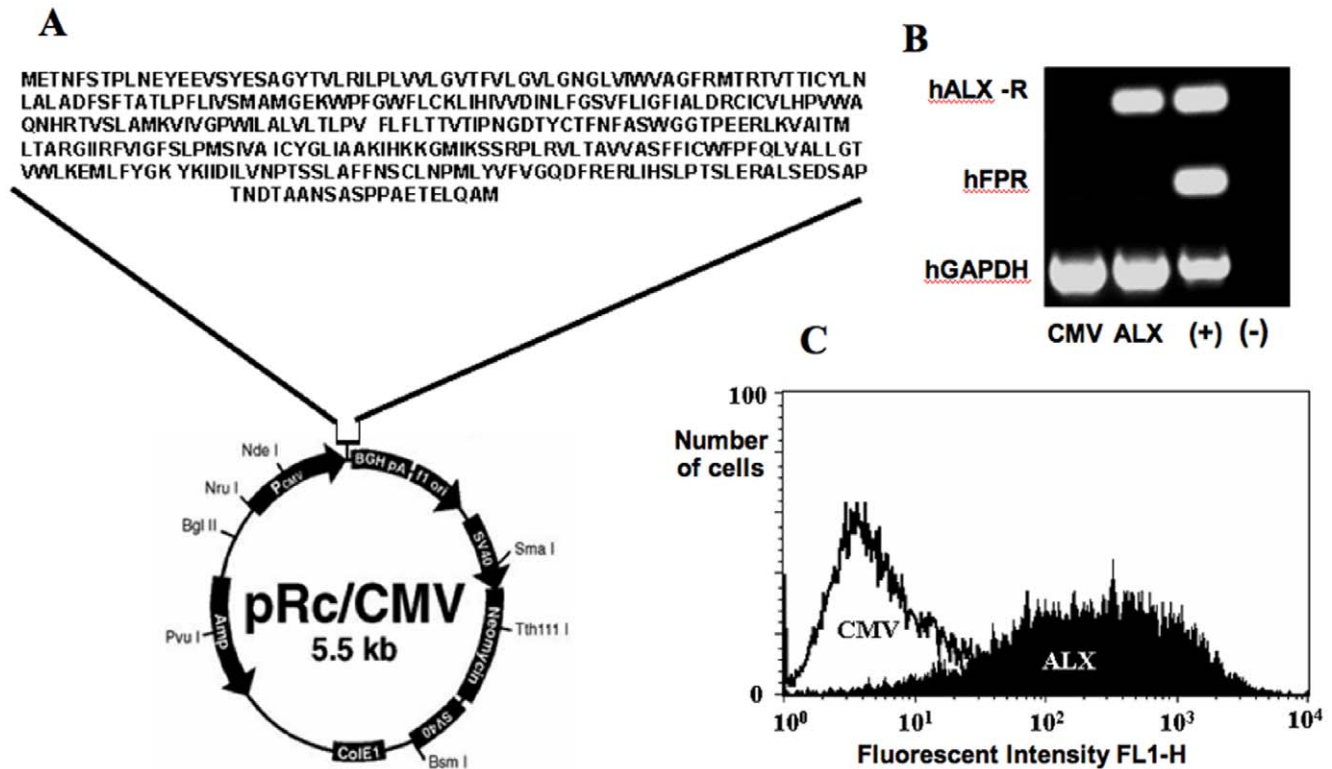 A
METNFSTPLNEYEEVSYESAGYTVLRILPLVVLGVTFVLGVLGNGLVIWVAGFRMTRTVTTICYLN
LALADFSFTATLPFLIVSMAMGEKWPFGWFLCKLIHIVVDINLFGSVFLIGFIALDRCICVLHPVWA
QNHRTVSLAMKVIVGPWILALVLTLPV FLFLTTVTIPNGDTYCTFNFASWGGTPEERLKVAITM
LTARGIIRFVIGFSLPMSIVA ICYGLIAAKIHKKGMIKSSRPLRVLTAVVASFFICWFPFQLVALLGT
VWLKEMLFYGK YKIIDILVNPTSSLAFFNSCLNPMLYVFVGQDFRERLIHSLPTSLERALSEDSAP
TNDTAANSASPPAETELQAM
Nde I
Nru I
Bgl II
Pvu I
PCMV
BGH pA
f1 ori
SV40
Sma I
Neomycin
Tth111 I
SV40
Bsm I
ColE1
Amp
pRc/CMV
5.5 kb
B
hALX -R
hFPR
hGAPDH
CMV ALX (+) (-)
C
100
Number
of cells
0
CMV
ALX
10⁰ 10¹ 10² 10³ 10⁴
Fluorescent Intensity FL1-H